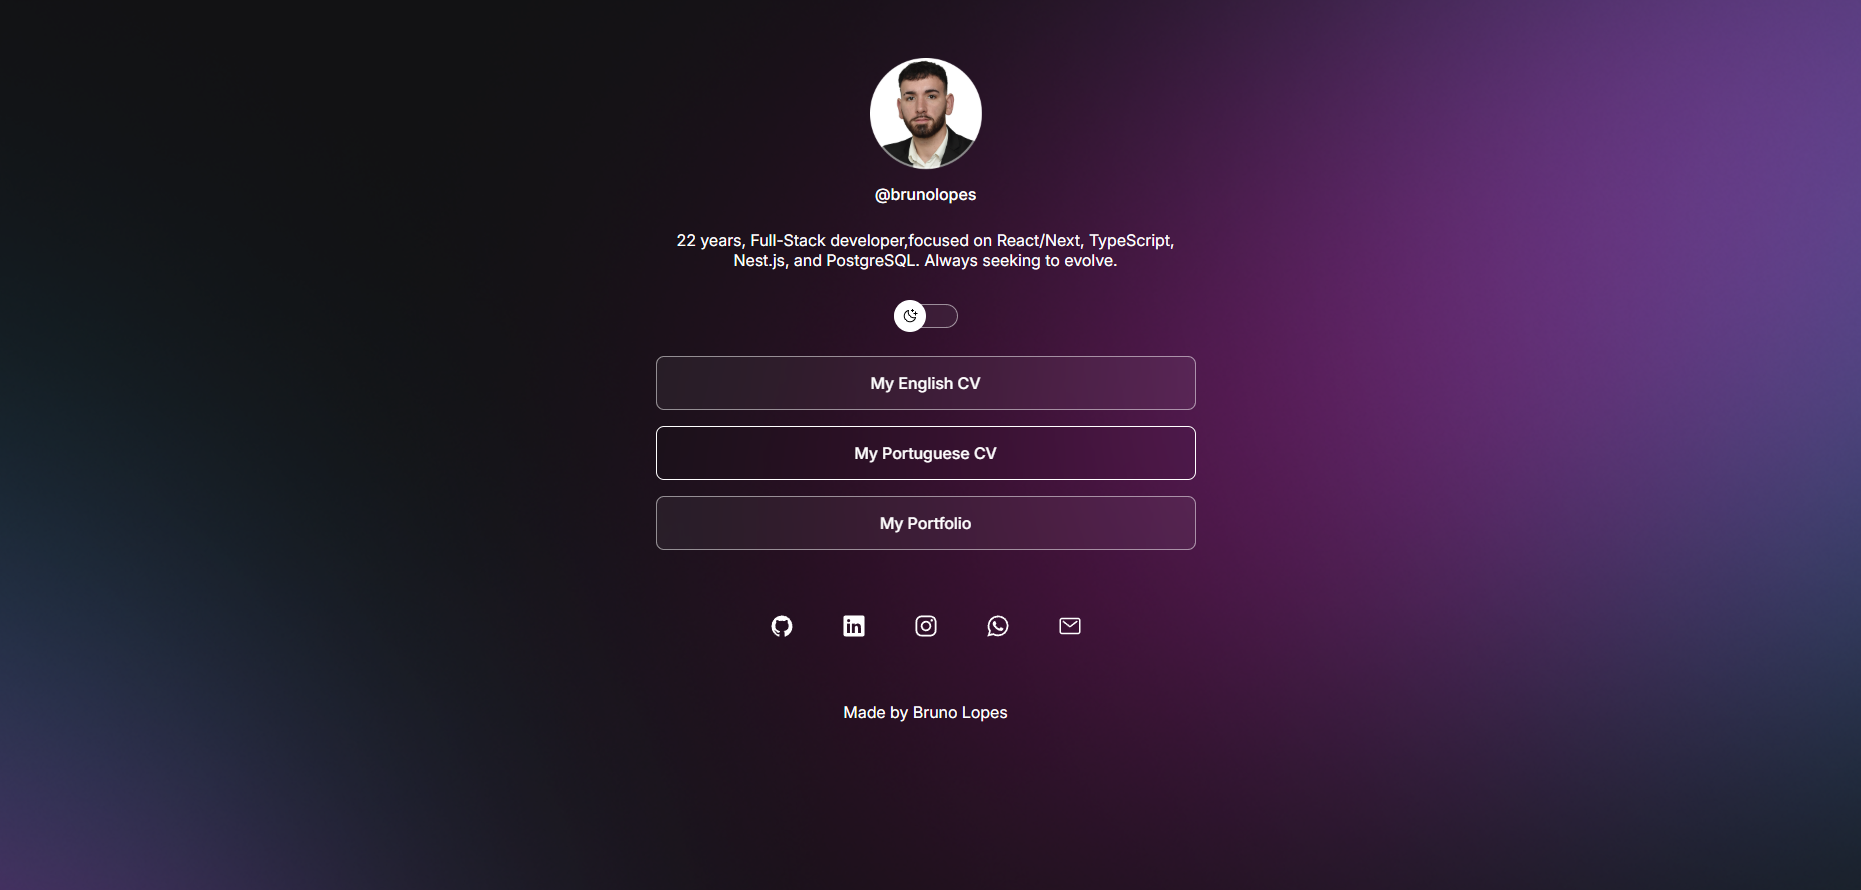 @brunolopes
22 years, Full-Stack developer,focused on React/Next, TypeScript,
Nest.js, and PostgreSQL. Always seeking to evolve.
My English CV
My Portuguese CV
My Portfolio
in
Made by Bruno Lopes